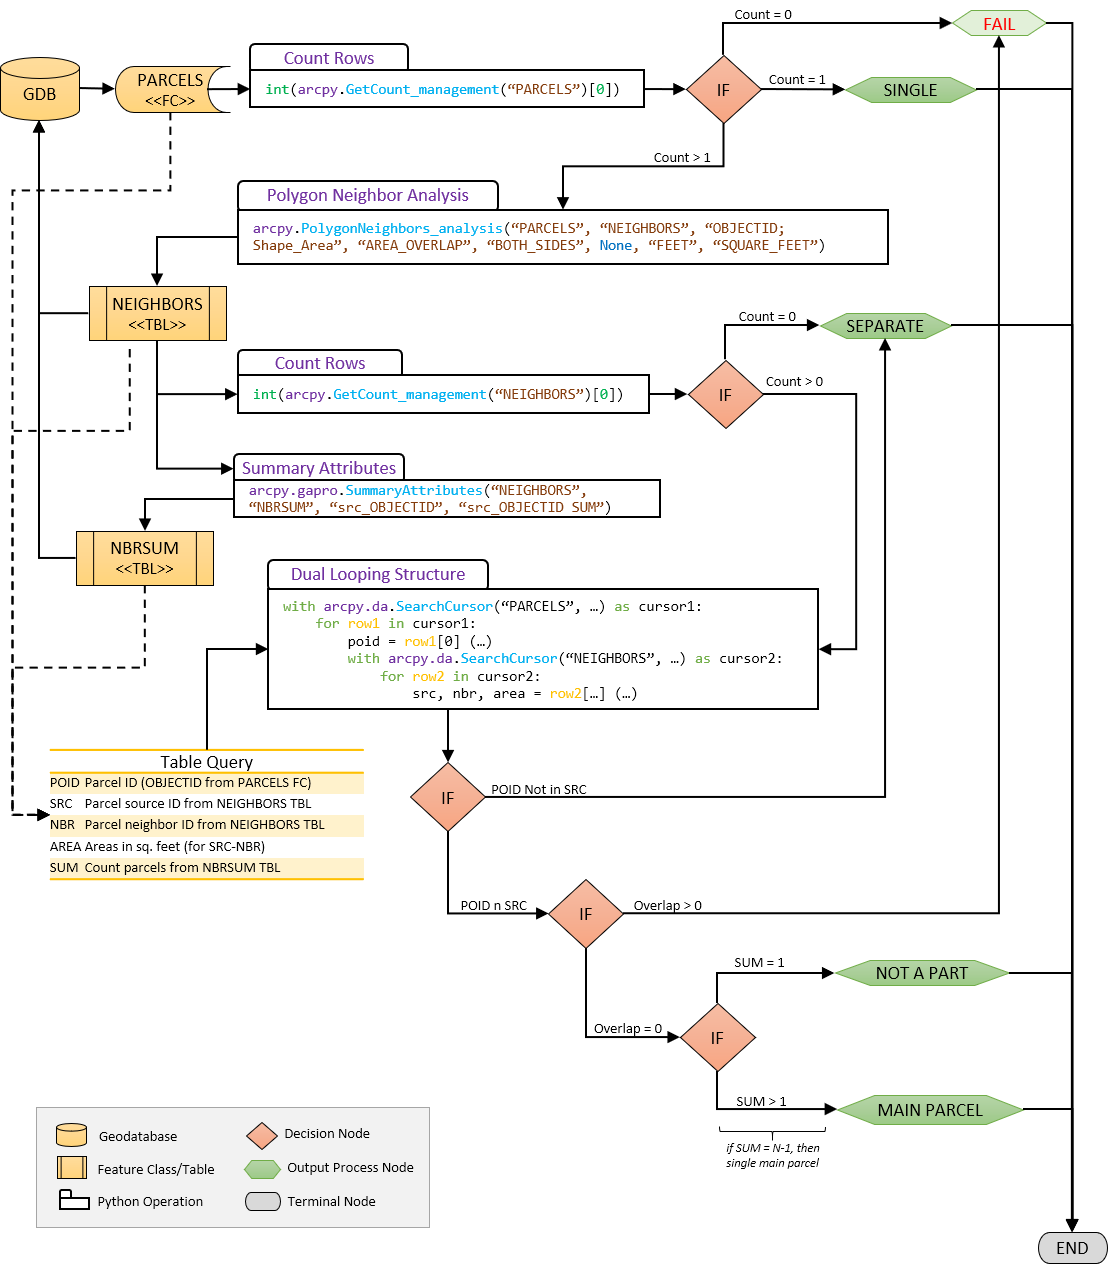 Count = 0
FAIL
Count Rows
GDB
PARCELS
<<FC>>
int(arcpy.GetCount_management(“PARCELS”)[0])
IF
Count = 1
SINGLE
Count > 1
Polygon Neighbor Analysis
arcpy.PolygonNeighbors_analysis(“PARCELS”, “NEIGHBORS”, “OBJECTID;
Shape_Area”, “AREA_OVERLAP”, “BOTH_SIDES”, None, “FEET”, “SQUARE_FEET”)
NEIGHBORS
<<TBL>>
Count = 0
SEPARATE
Count Rows
int(arcpy.GetCount_management(“NEIGHBORS”)[0])
IF
Count > 0
Summary Attributes
arcpy.gapro.SummaryAttributes(“NEIGHBORS”,
“NBRSUM”, “src_OBJECTID”, “src_OBJECTID SUM”)
NBRSUM
<<TBL>>
Dual Looping Structure
with arcpy.da.SearchCursor(“PARCELS”, …) as cursor1:
for row1 in cursor1:
poid = row1[0] (…)
with arcpy.da.SearchCursor(“NEIGHBORS”, …) as cursor2:
for row2 in cursor2:
src, nbr, area = row2[…] (…)
Table Query
POID Parcel ID (OBJECTID from PARCELS FC)
SRC Parcel source ID from NEIGHBORS TBL
NBR Parcel neighbor ID from NEIGHBORS TBL
AREA Areas in sq. feet (for SRC-NBR)
SUM Count parcels from NBRSUM TBL
IF
POID Not in SRC
POID n SRC
IF
Overlap > 0
SUM = 1
NOT A PART
Overlap = 0
IF
SUM > 1
MAIN PARCEL
if SUM = N-1, then
single main parcel
Geodatabase
Decision Node
Feature Class/Table
Output Process Node
Python Operation
Terminal Node
END